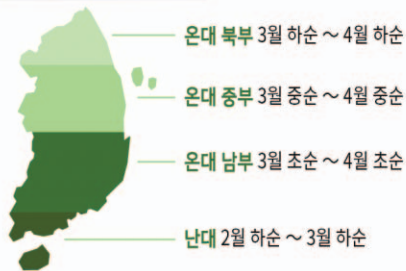 온대 북부 3월 하순 ~ 4월 하순
온대 중부 3월 중순 ~ 4월 중순
온대 남부 3월 초순 ~ 4월 초순
난대 2월 하순 ~ 3월 하순